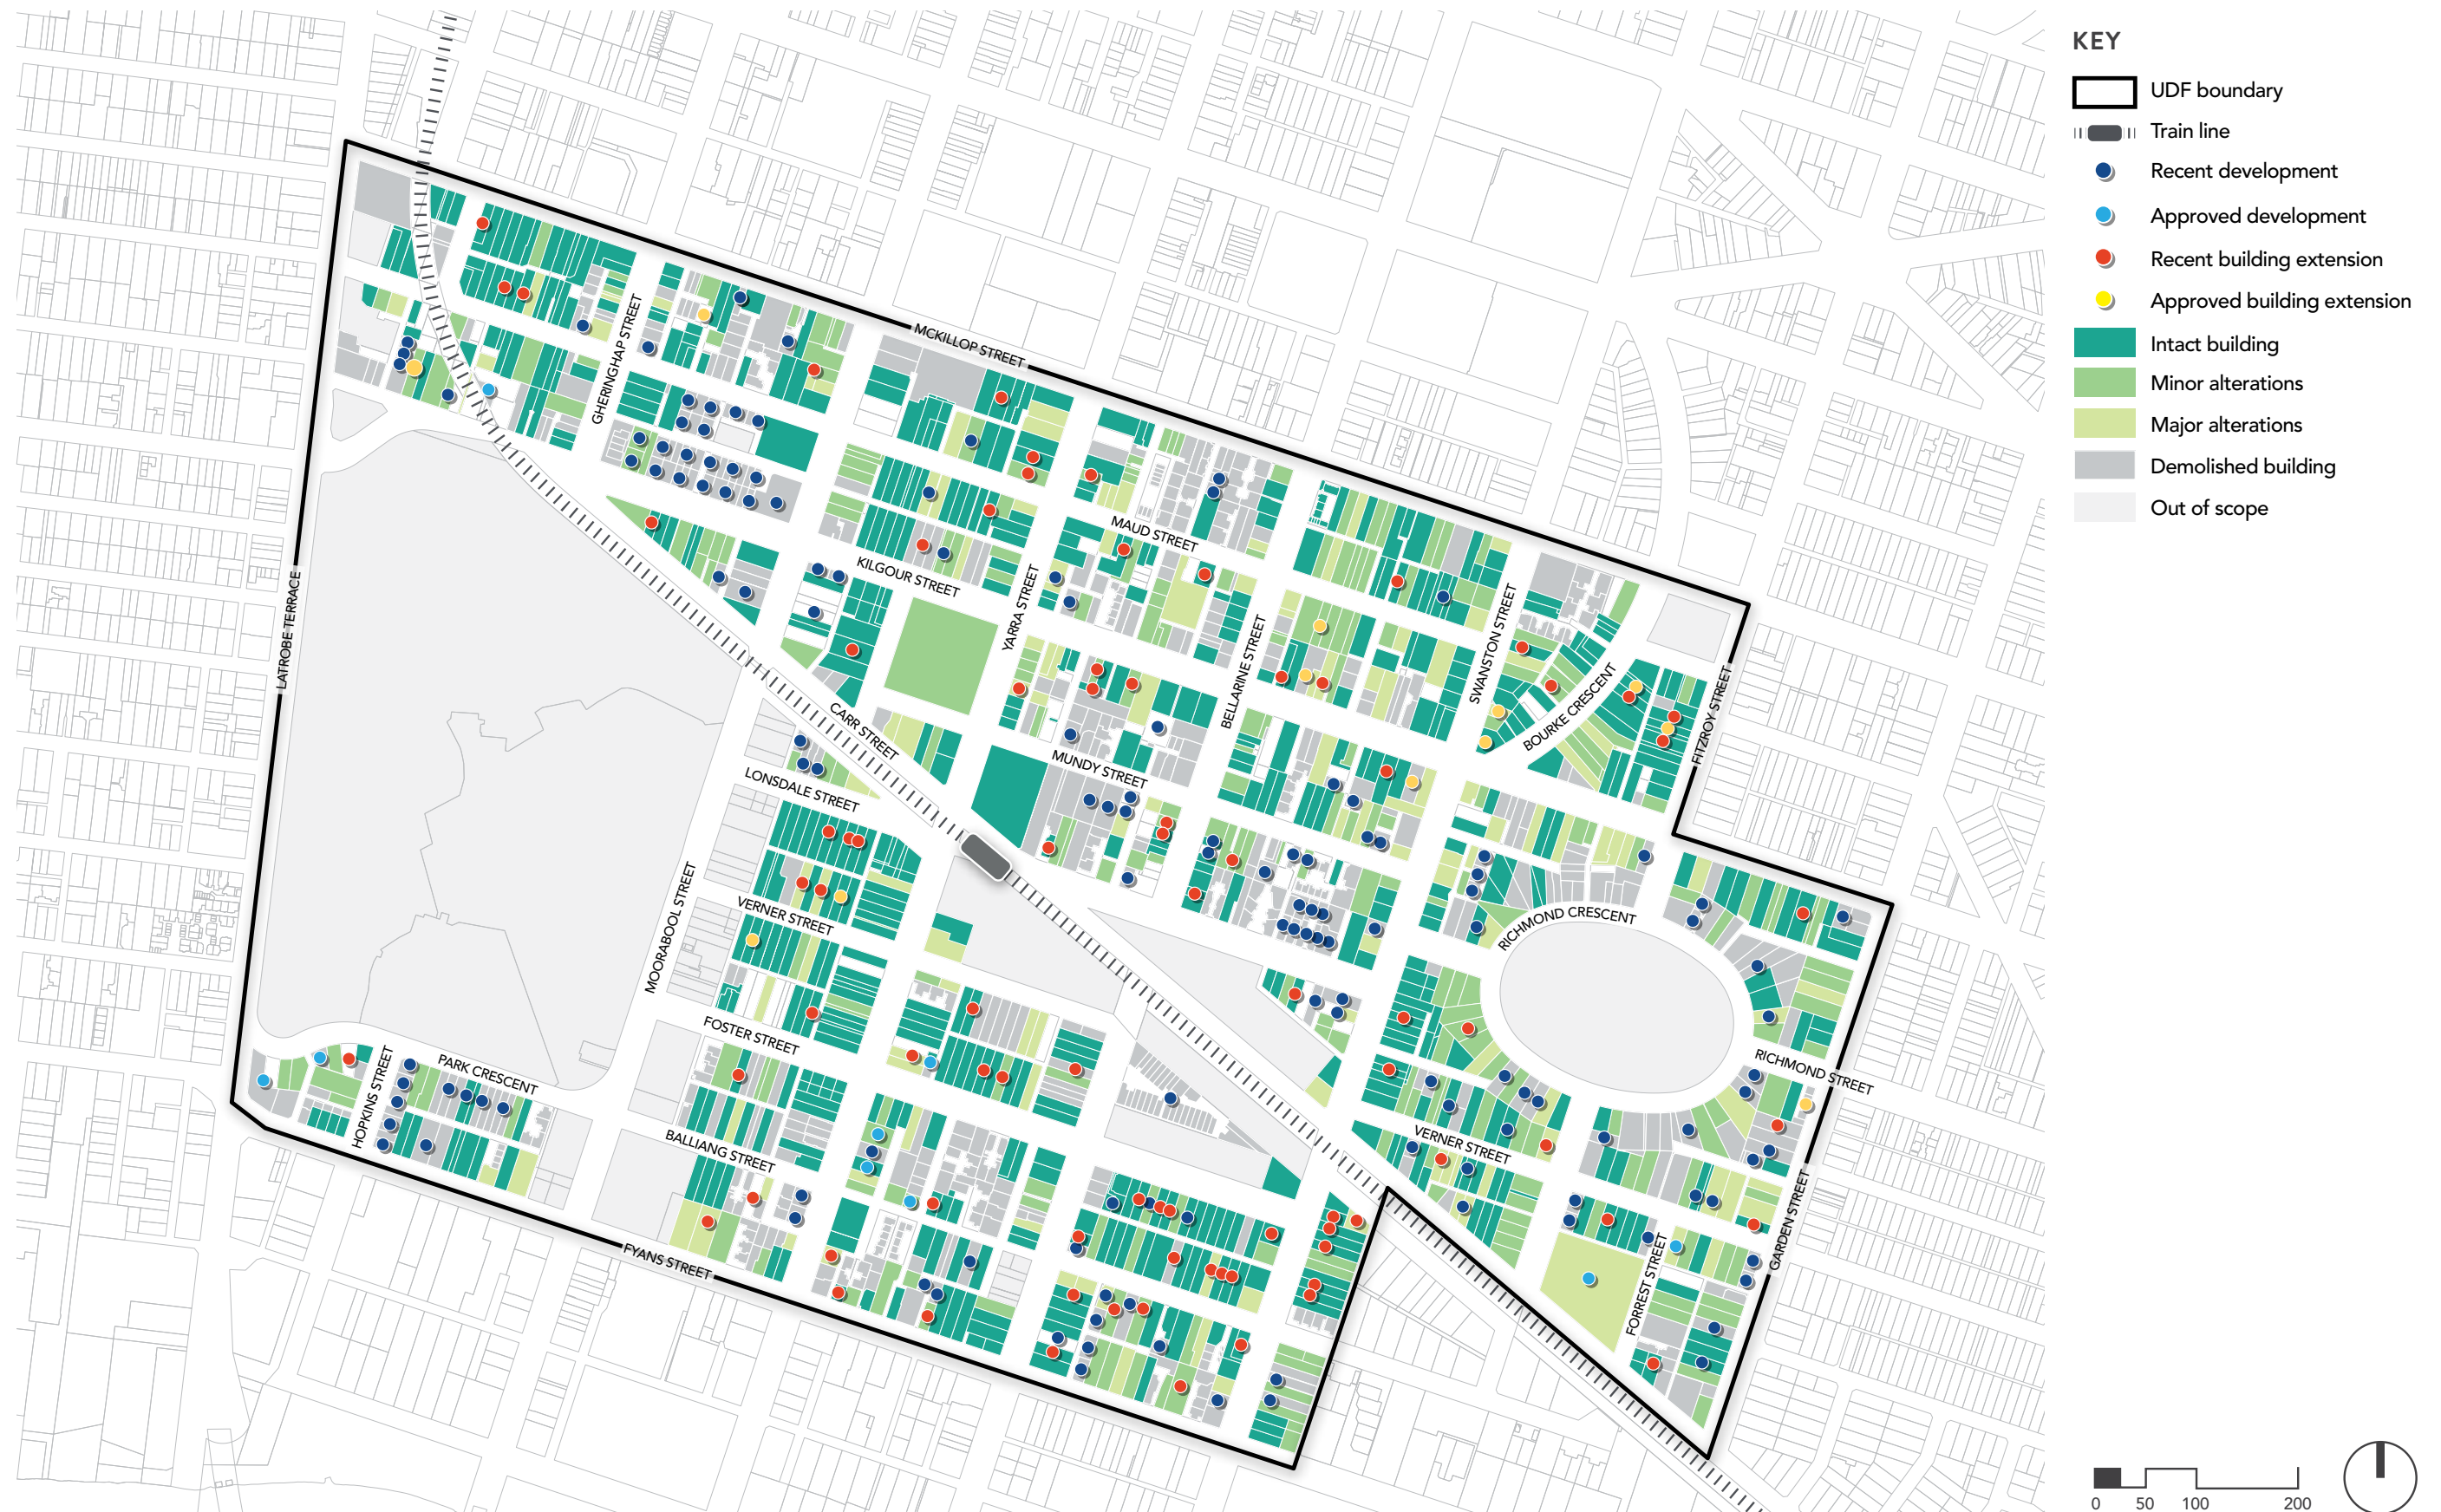 KEY
UDF boundary
Train line
Recent development
Approved development
Recent building extension
Approved building extension
Intact building
Minor alterations
Major alterations
Demolished building
Out of scope
MCKILLOP STREET
GHERINGHAP STREET
MAUD STREET
KILGOUR STREET
YARRA STREET
LATROBE TERRACE
SWANSTON STREET
BELLARINE STREET
BOURKE CRESCENT
FITZROY STREET
CARR STREET
MUNDY STREET
LONSDALE STREET
MOORABOOL STREET
VERNER STREET
RICHMOND CRESCENT
FOSTER STREET
PARK CRESCENT
HOPKINS STREET
RICHMOND STREET
BALLIANG STREET
VERNER STREET
GARDEN STREET
FORREST STREET
FYANS STREET
0 50 100 200